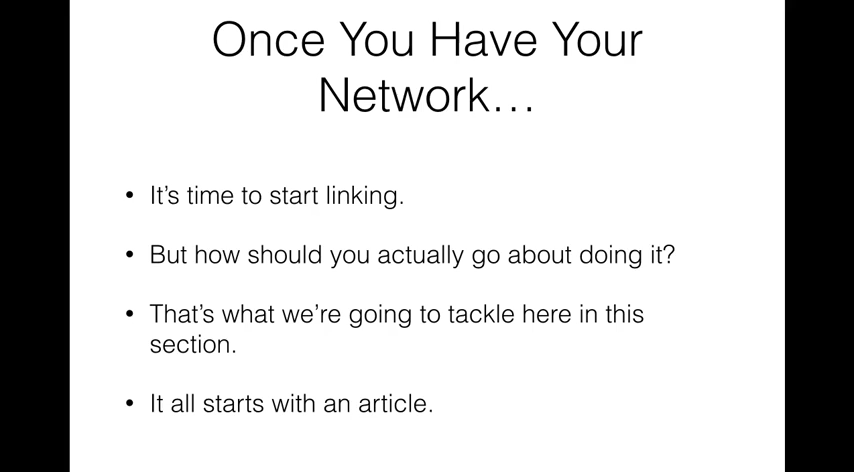 Once You Have Your
Network…
• It’s time to start linking.
• But how should you actually go about doing it?
• That’s what we’re going to tackle here in this
section.
• It all starts with an article.